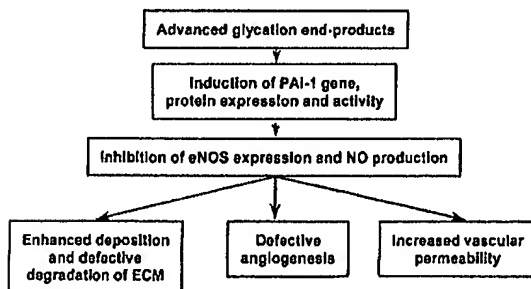 Advanced glycation end-products
Induction of PAI-1 gene,
protein expression and activity
Inhibition of eNOS expression and NO production
Enhanced deposition
and defective
degradation of ECM
Defective
angiogenesis
Increased vascular
permeability